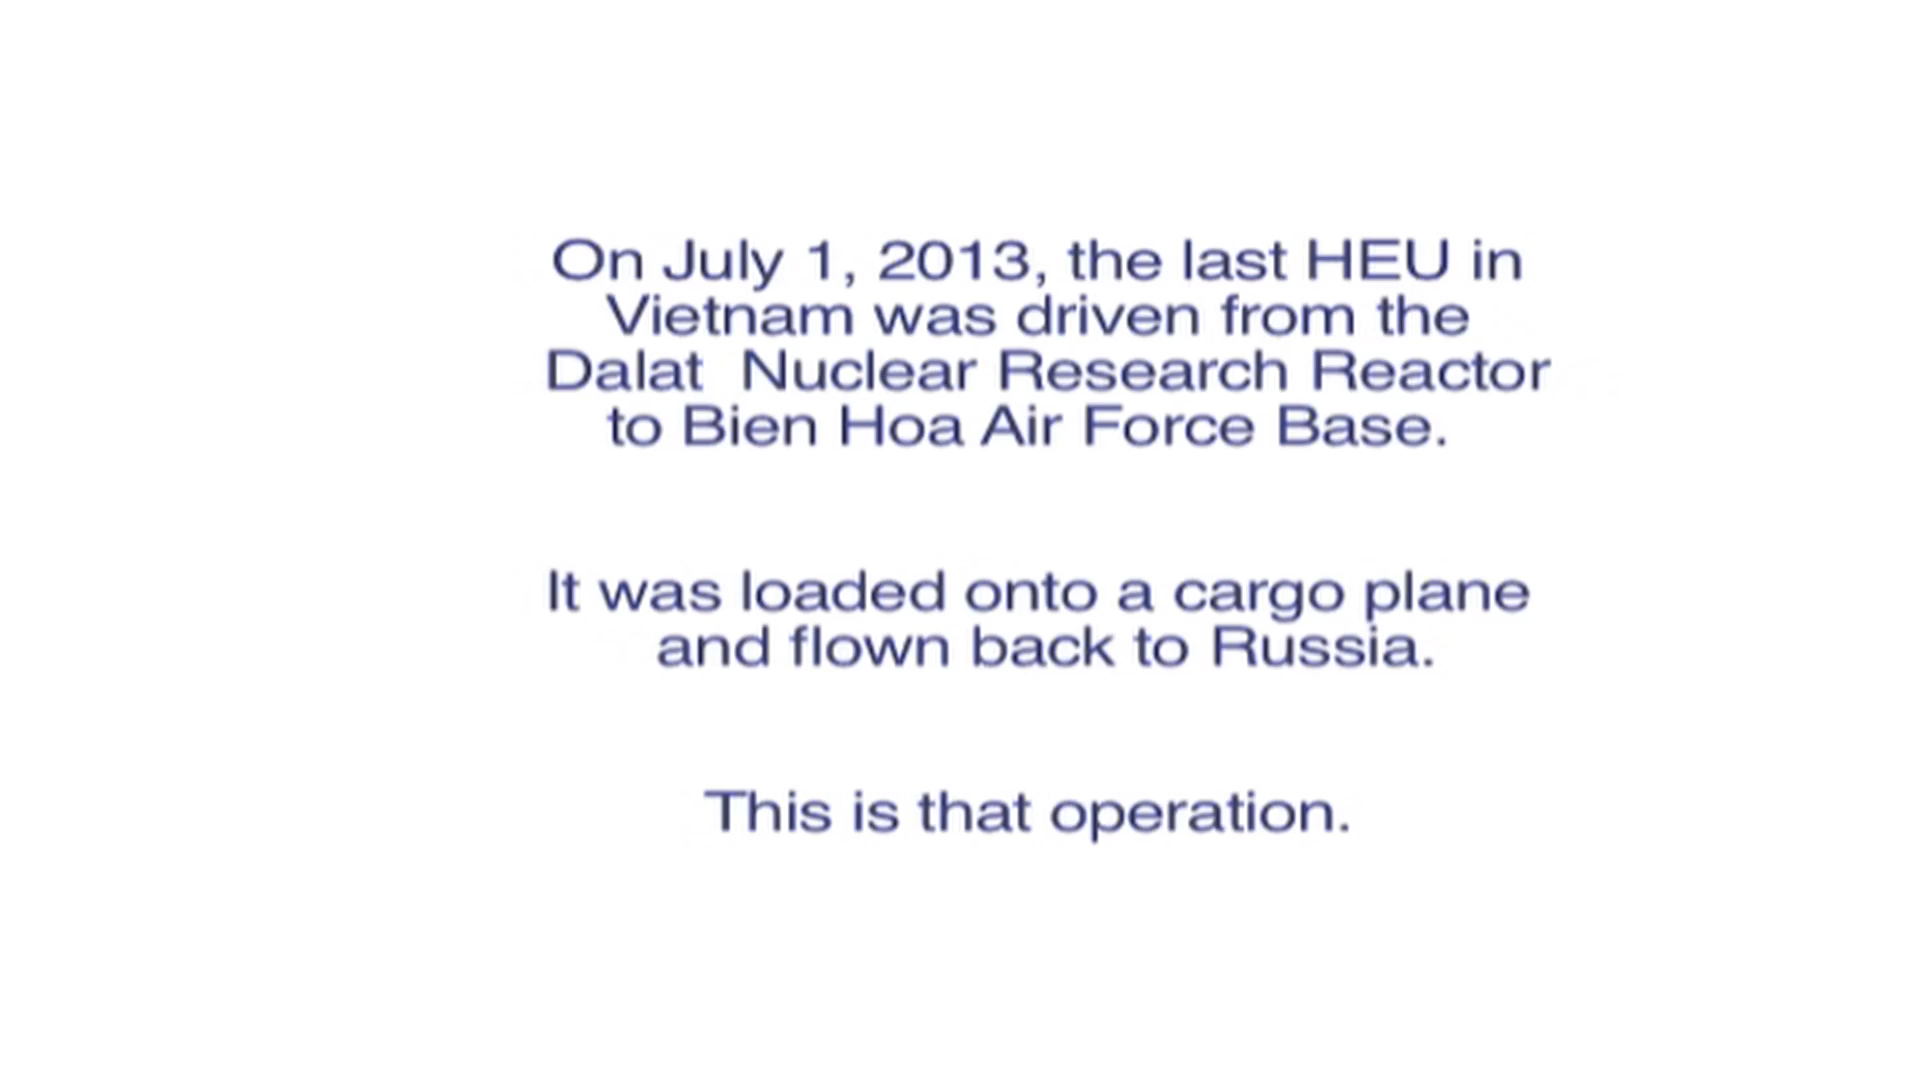 On July 1, 2013, the last HEU in
Vietnam was driven from the
Dalat  Nuclear Research Reactor
to Bien Hoa Air Force Base.
It was loaded onto a cargo plane
and flown back to Russia.
This is that operation.